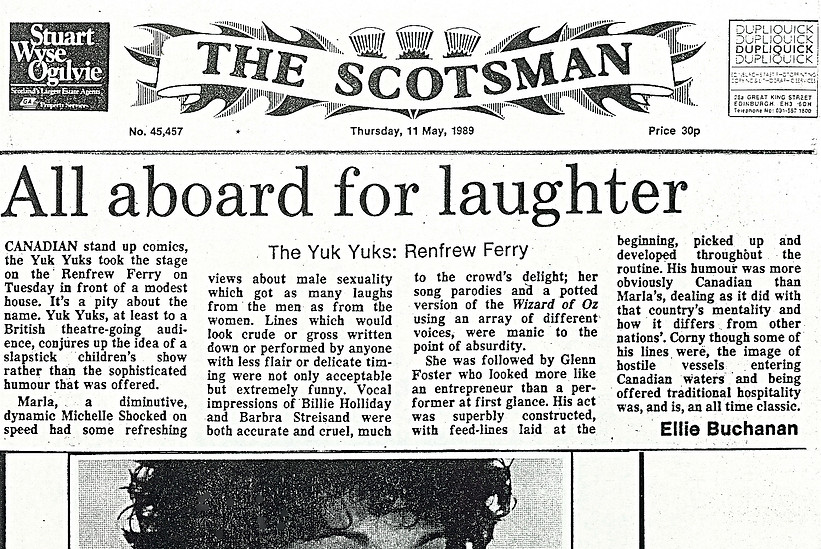 Stuart
Wyse
Ogilvie
Scotland's Largest Estate Agents
Property Services
THE SCOTSMAN
DUPLIQUICK
DUPLIQUICK
DUPLIQUICK
DUPLIQUICK
26a GREAT KING STREET
EDINBURGH EH3 6QH
Telephone No: 031-557 1500
No. 45,457
Thursday, 11 May, 1989
Price 30p
All aboard for laughter
The Yuk Yuks: Renfrew Ferry
CANADIAN stand up comics,
the Yuk Yuks took the stage
on the Renfrew Ferry on
Tuesday in front of a modest
house. It's a pity about the
name. Yuk Yuks, at least to a
British theatre-going audi-
ence, conjures up the idea of a
slapstick children's show
rather than the sophisticated
humour that was offered.
Marla, a diminutive,
dynamic Michelle Shocked on
speed had some refreshing
views about male sexuality
which got as many laughs
from the men as from the
women. Lines which would
look crude or gross written
down or performed by anyone
with less flair or delicate tim-
ing were not only acceptable
but extremely funny. Vocal
impressions of Billie Holliday
and Barbra Streisand were
both accurate and cruel, much
to the crowd's delight; her
song parodies and a potted
version of the Wizard of Oz
using an array of different
voices, were manic to the
point of absurdity.
She was followed by Glenn
Foster who looked more like
an entrepreneur than a per-
former at first glance. His act
was superbly constructed,
with feed-lines laid at the
beginning, picked up and
developed throughout the
routine. His humour was more
obviously Canadian than
Marla's, dealing as it did with
that country's mentality and
how it differs from other
nations'. Corny though some of
his lines were, the image of
hostile vessels entering
Canadian waters and being
offered traditional hospitality
was, and is, an all time classic.
Ellie Buchanan